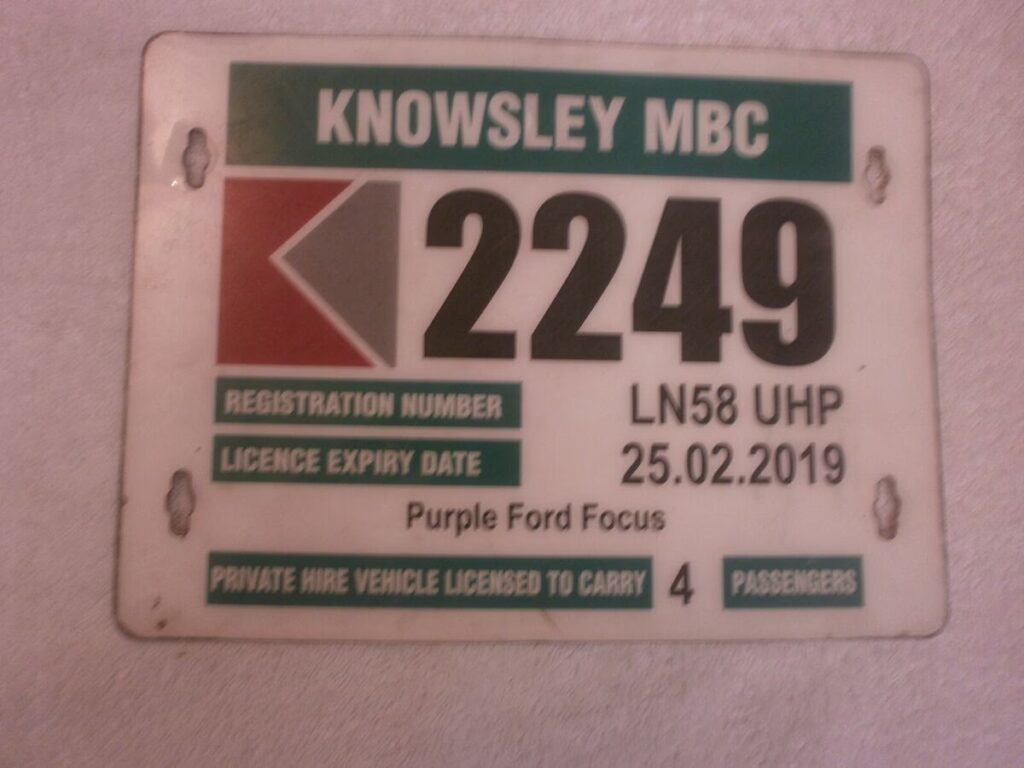 KNOWSLEY MBC
2249
REGISTRATION NUMBER LN58 UHP
LICENCE EXPIRY DATE 25.02.2019
Purple Ford Focus
PRIVATE HIRE VEHICLE LICENSED TO CARRY 4 PASSENGERS